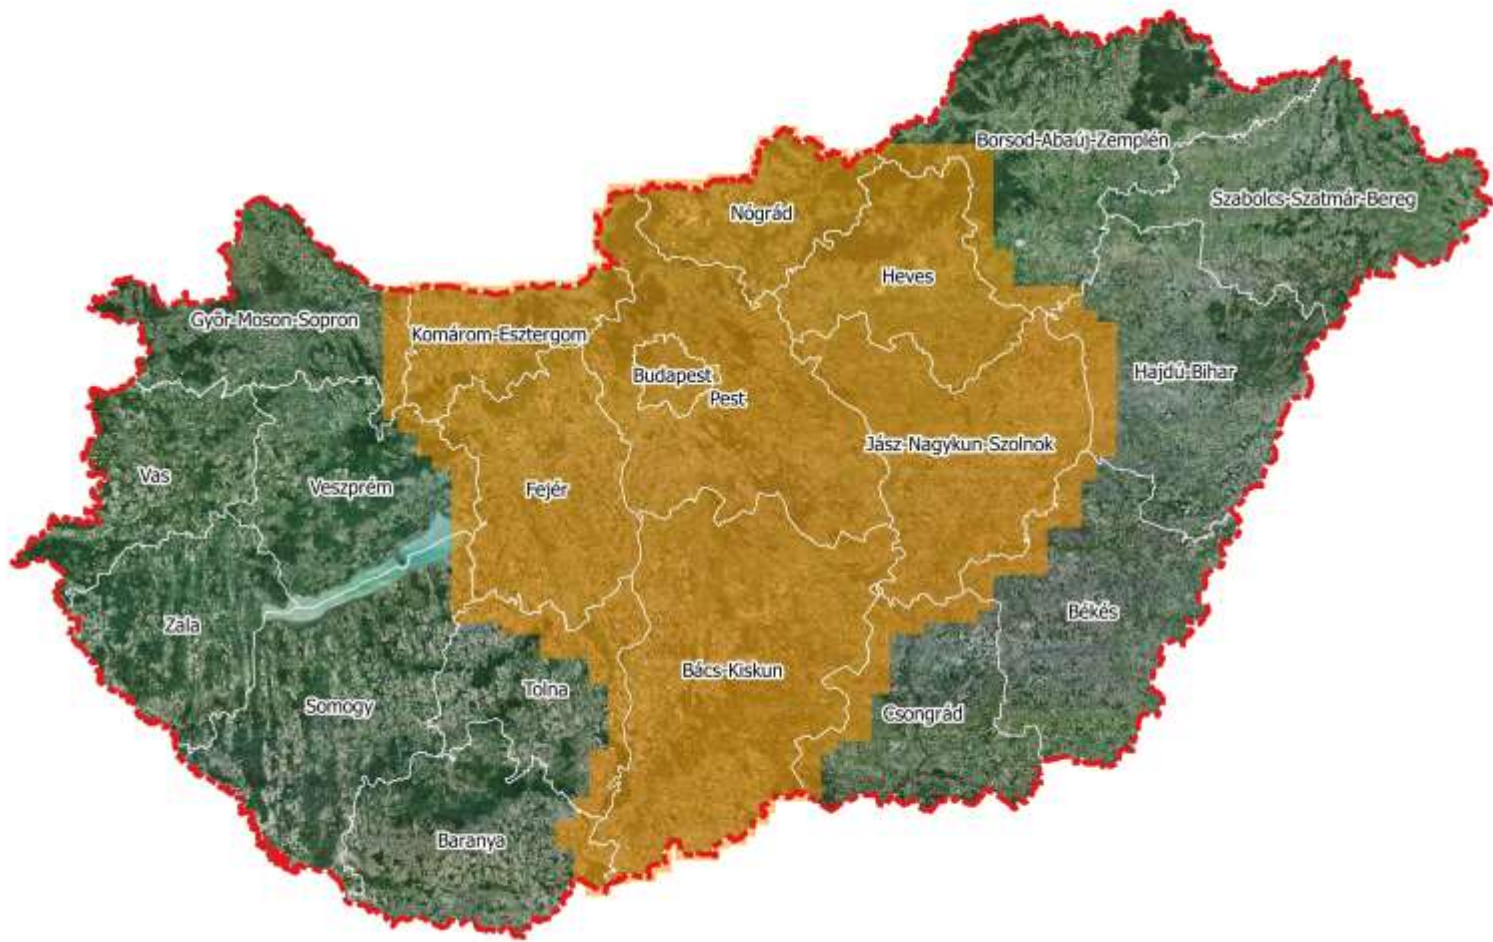 Borsod-Abaúj-Zemplén
Szabolcs-Szatmár-Bereg
Nógrád
Heves
Győr-Moson-Sopron
Komárom-Esztergom
Budapest
Pest
Hajdú-Bihar
Jász-Nagykun-Szolnok
Vas
Veszprém
Fejér
Zala
Békés
Bács-Kiskun
Tolna
Somogy
Csongrád
Baranya